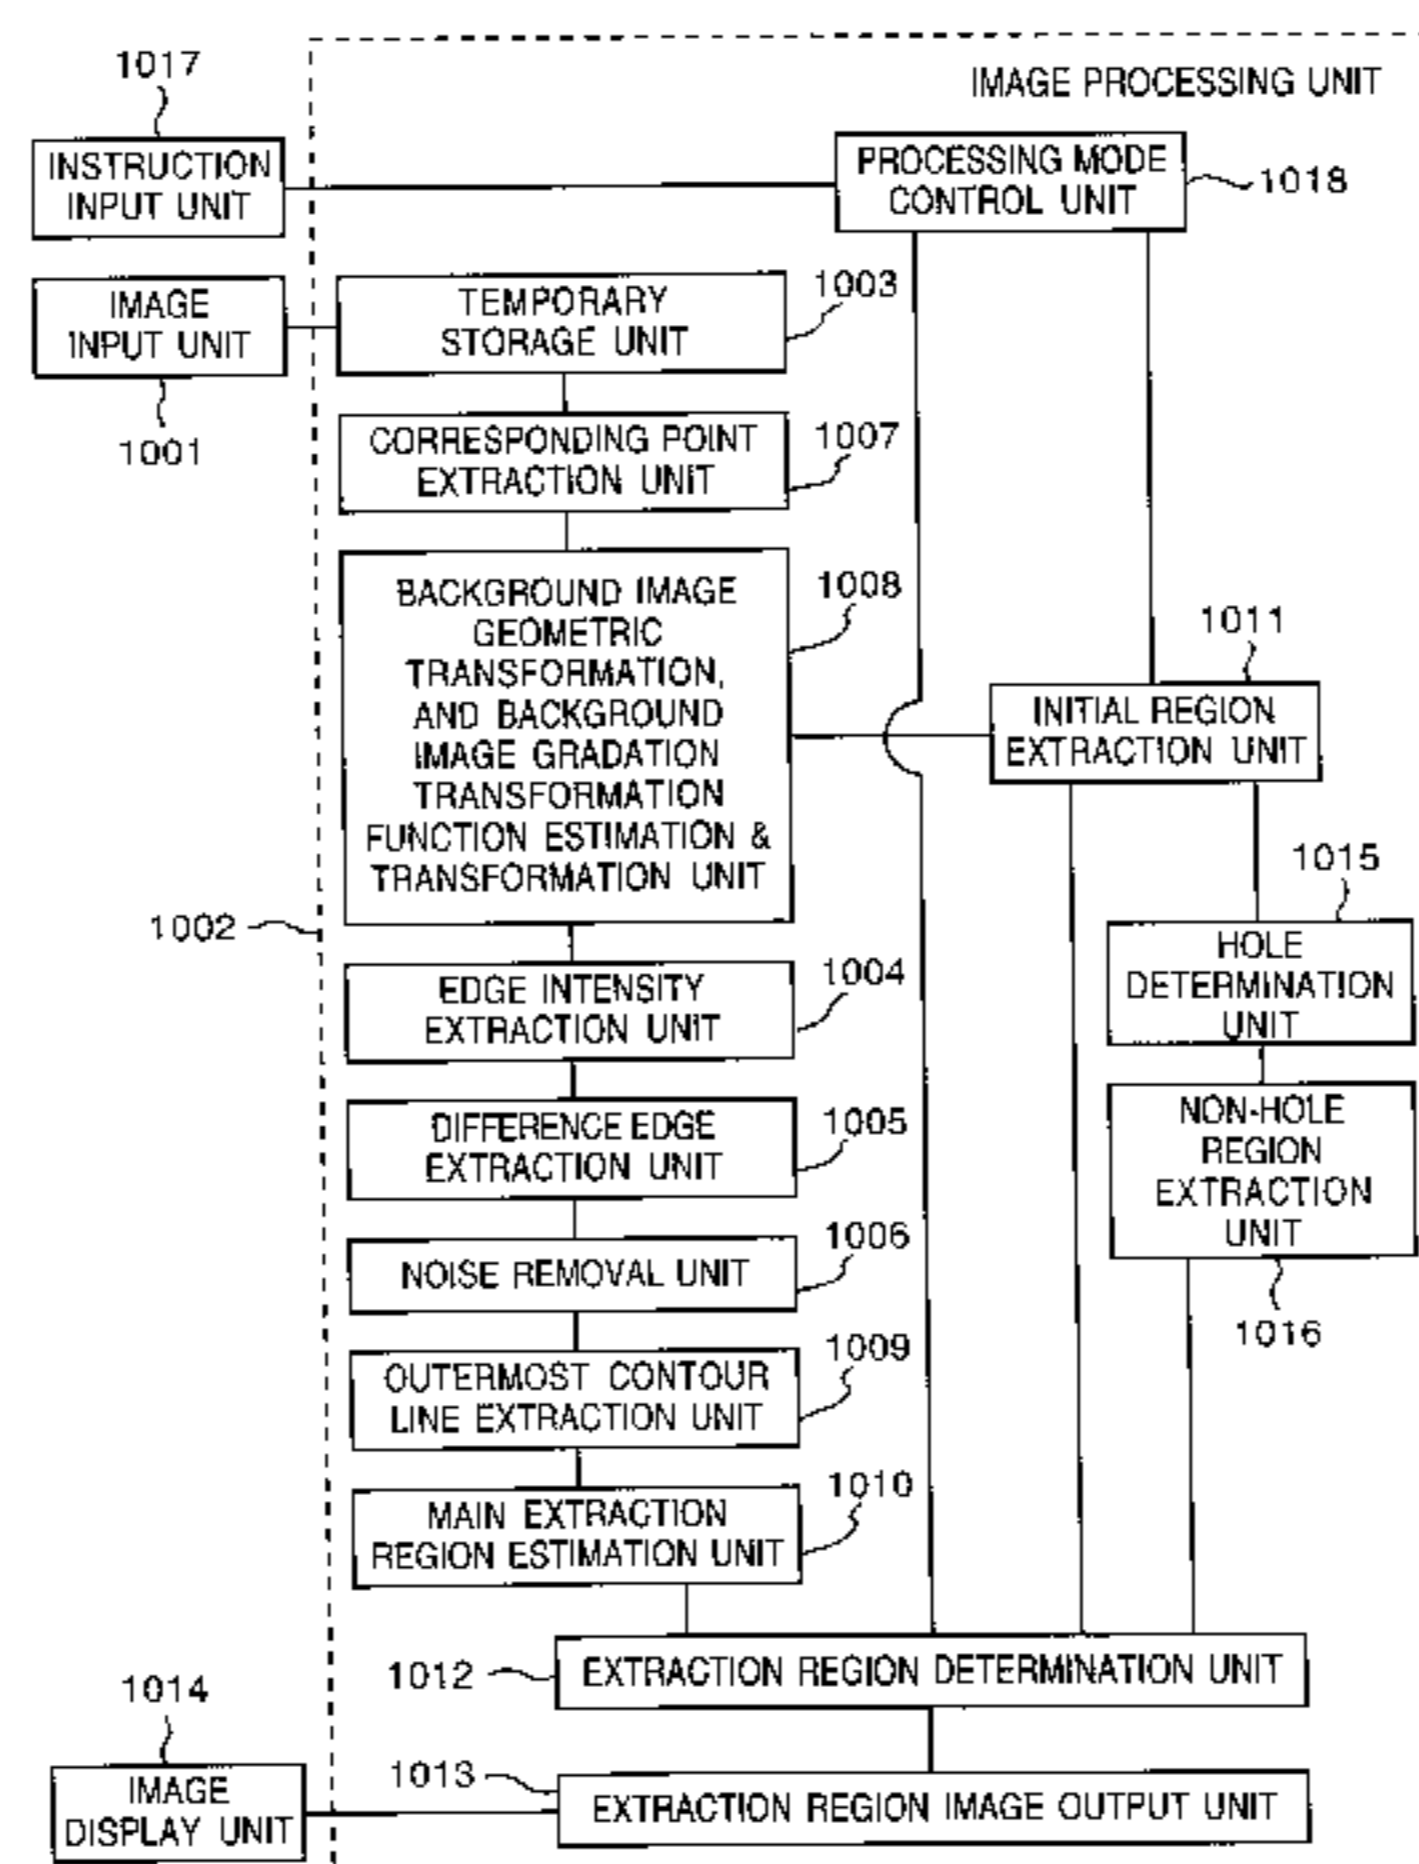 IMAGE PROCESSING UNIT
1017
INSTRUCTION
INPUT UNIT
PROCESSING MODE
CONTROL UNIT
1018
IMAGE
INPUT UNIT
1001
TEMPORARY
STORAGE UNIT
1003
CORRESPONDING POINT
EXTRACTION UNIT
1007
BACKGROUND IMAGE
GEOMETRIC
TRANSFORMATION,
AND BACKGROUND
IMAGE GRADATION
TRANSFORMATION
FUNCTION ESTIMATION &
TRANSFORMATION UNIT
1008
1011
INITIAL REGION
EXTRACTION UNIT
1015
HOLE
DETERMINATION
UNIT
1002
EDGE INTENSITY
EXTRACTION UNIT
1004
DIFFERENCE EDGE
EXTRACTION UNIT
1005
NON-HOLE
REGION
EXTRACTION
UNIT
1016
NOISE REMOVAL UNIT
1006
OUTERMOST CONTOUR
LINE EXTRACTION UNIT
1009
MAIN EXTRACTION
REGION ESTIMATION UNIT
1010
1012
EXTRACTION REGION DETERMINATION UNIT
1014
IMAGE
DISPLAY UNIT
1013
EXTRACTION REGION IMAGE OUTPUT UNIT